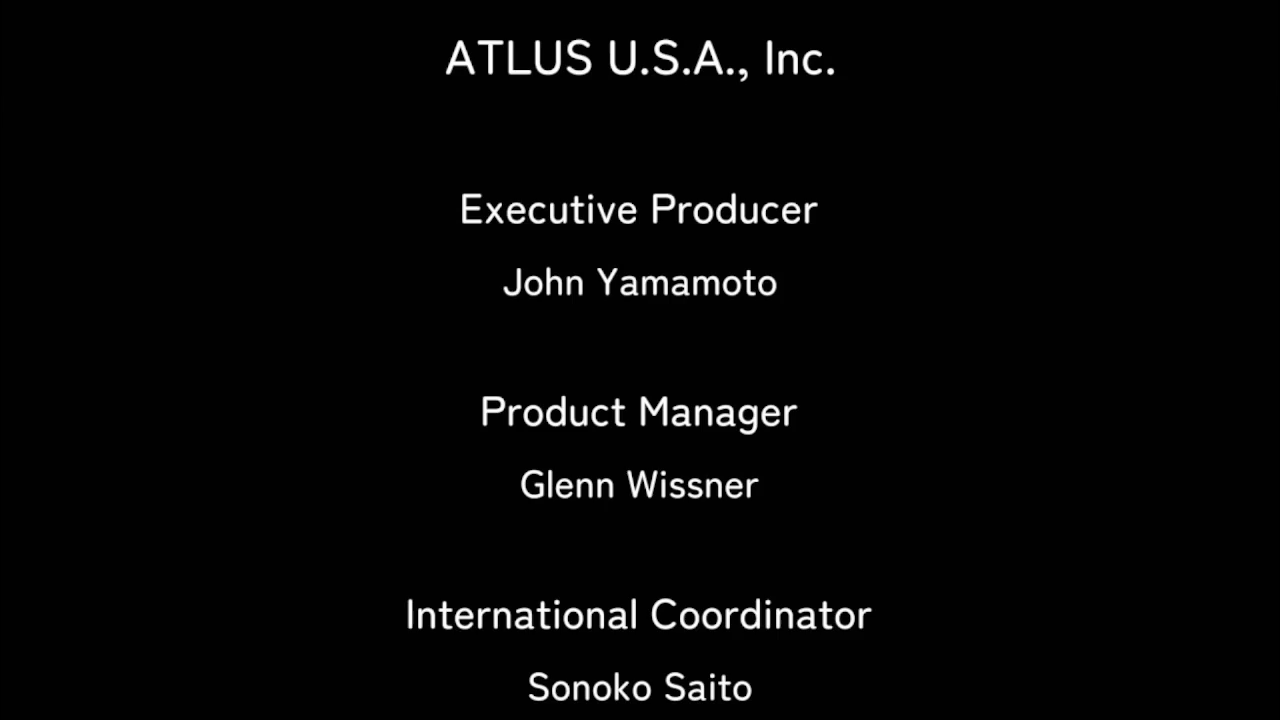 ATLUS U.S.A., Inc.
Executive Producer
John Yamamoto
Product Manager
Glenn Wissner
International Coordinator
Sonoko Saito